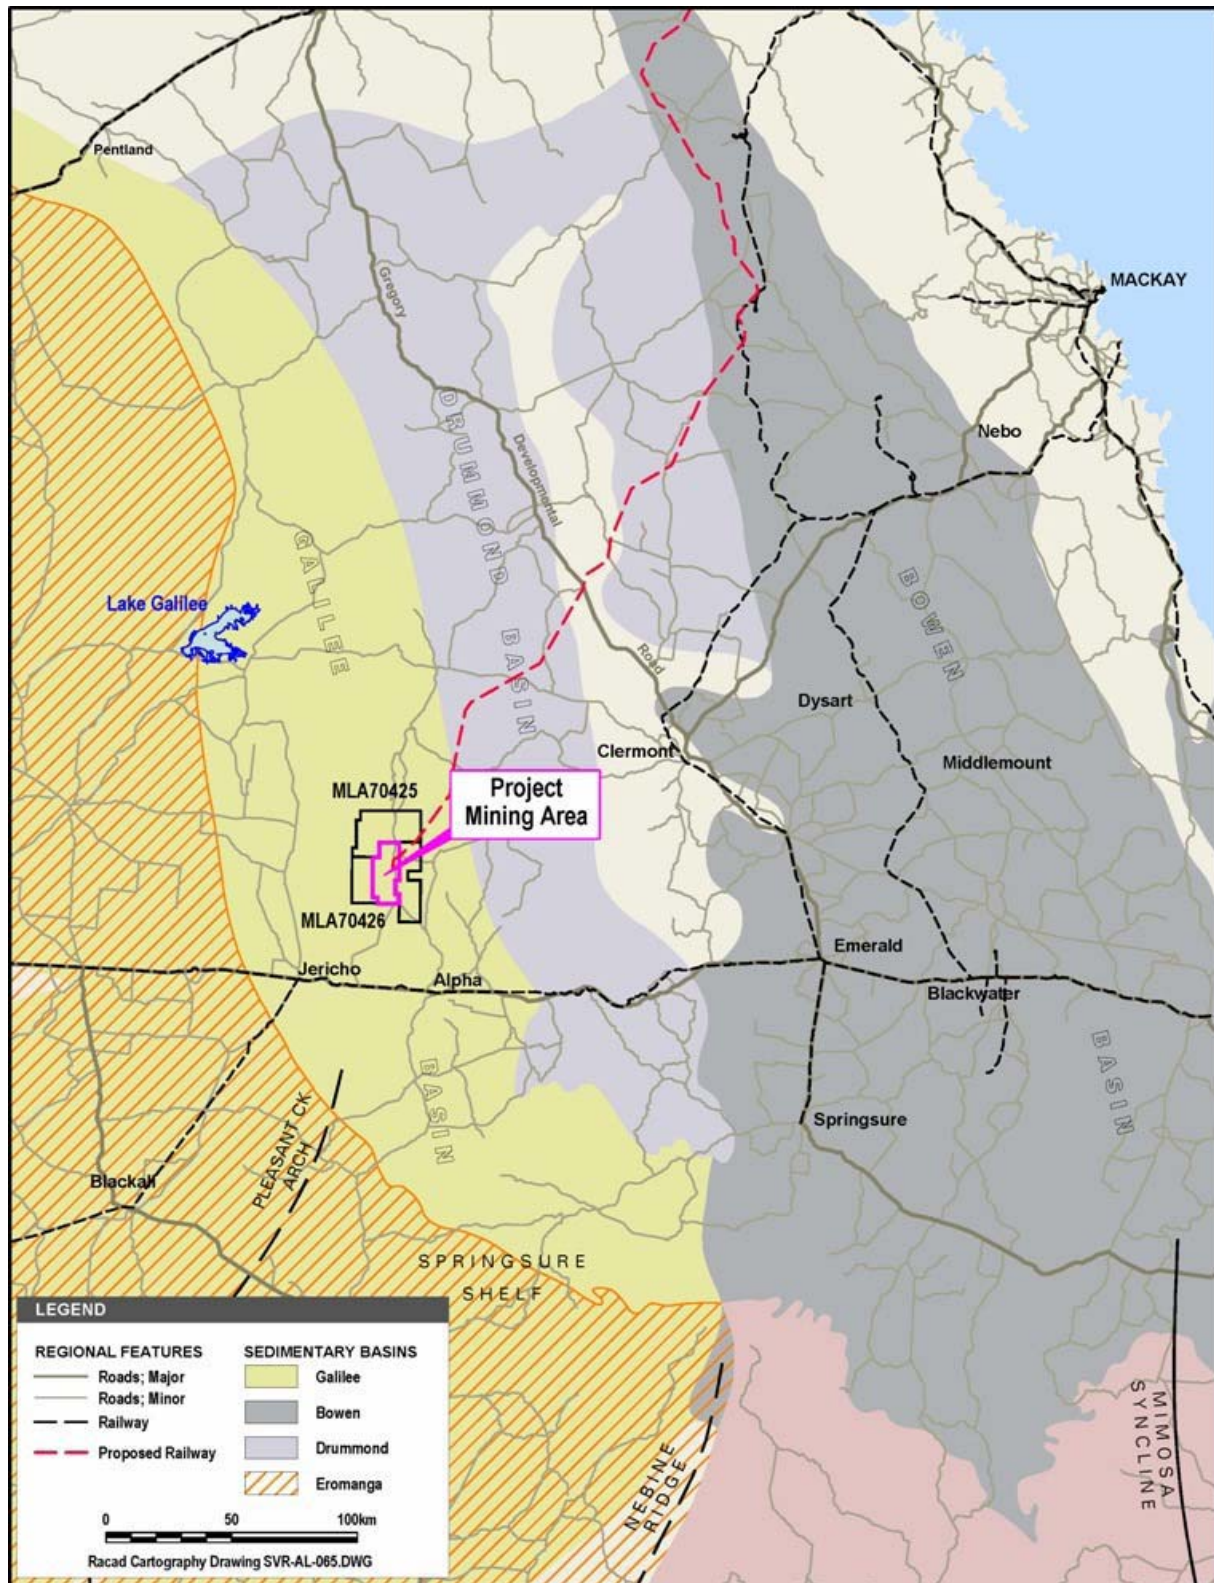 Pentland
Gregory
MACKAY
DRUMMOND
Nebo
Developmental
GALILEE
BOWEN
Lake Galilee
BASIN
Road
Dysart
Clermont
Middlemount
MLA70425
Project
Mining Area
MLA70426
Emerald
Jericho
Alpha
Blackwater
BASIN
BASIN
Springsure
PLEASANT CK
ARCH
Blackall
SPRINGSURE
SHELF
LEGEND
REGIONAL FEATURES
Roads; Major
Roads; Minor
Railway
Proposed Railway
SEDIMENTARY BASINS
Galilee
Bowen
Drummond
Eromanga
0 50 100km
Racad Cartography Drawing SVR-AL-065.DWG
NEBINE
RIDGE
MIMOSA
SYNCLINE